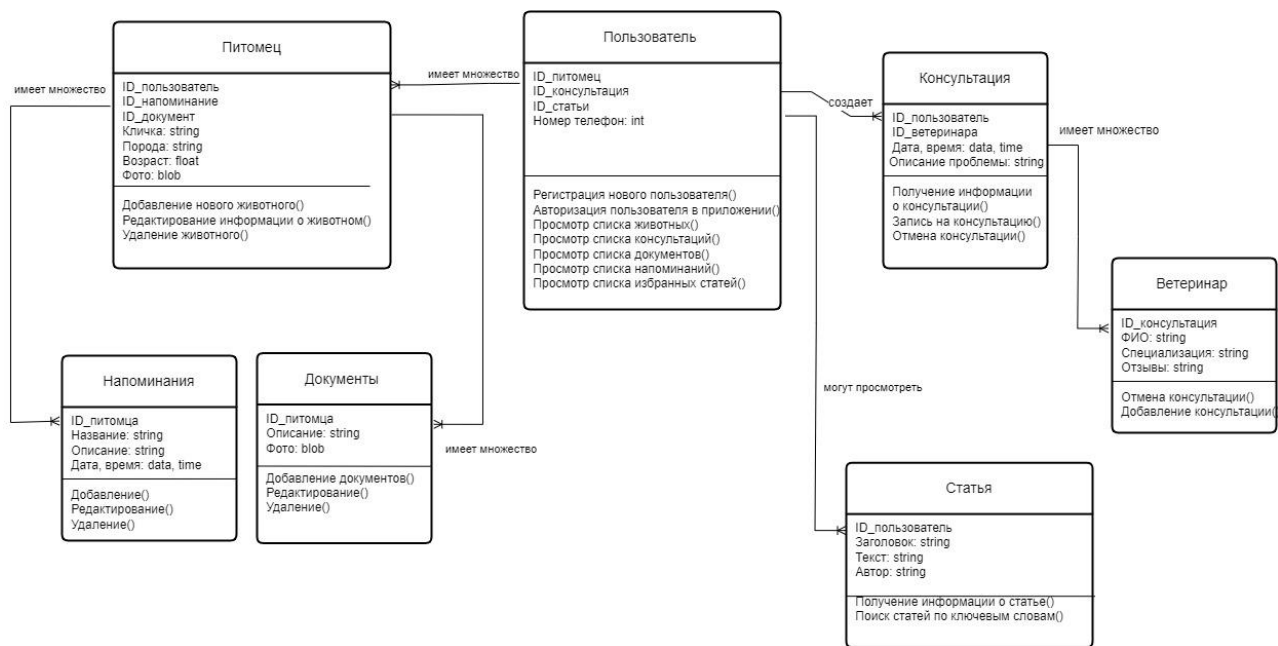 Питомец
ID_пользователь
ID_напоминание
ID_документ
Кличка: string
Порода: string
Возраст: float
Фото: blob
Добавление нового животного()
Редактирование информации о животном()
Удаление животного()
имеет множество
имеет множество
Пользователь
ID_питомец
ID_консультация
ID_статьи
Номер телефон: int
Регистрация нового пользователя()
Авторизация пользователя в приложении()
Просмотр списка животных()
Просмотр списка консультаций()
Просмотр списка документов()
Просмотр списка напоминаний()
Просмотр списка избранных статей()
создает
Консультация
ID_пользователь
ID_ветеринара
Дата, время: data, time
Описание проблемы: string
Получение информации
о консультации()
Запись на консультацию()
Отмена консультации()
имеет множество
Ветеринар
ID_консультация
ФИО: string
Специализация: string
Отзывы: string
Отмена консультации()
Добавление консультации()
Напоминания
ID_питомца
Название: string
Описание: string
Дата, время: data, time
Добавление()
Редактирование()
Удаление()
Документы
ID_питомца
Описание: string
Фото: blob
Добавление документов()
Редактирование()
Удаление()
имеет множество
могут просмотреть
Статья
ID_пользователь
Заголовок: string
Текст: string
Автор: string
Получение информации о статье()
Поиск статей по ключевым словам()